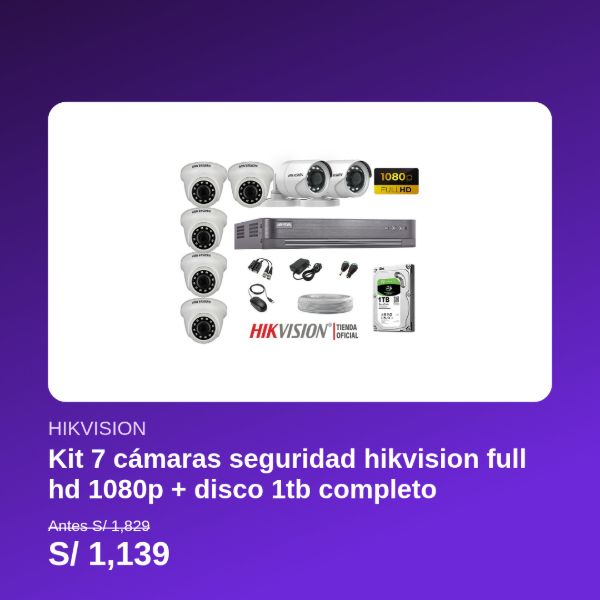 1080p
FULL HD
HIKVISION
1TB
HIKVISION® TIENDA
OFICIAL
HIKVISION
Kit 7 cámaras seguridad hikvision full
hd 1080p + disco 1tb completo
Antes S/ 1,829
S/ 1,139